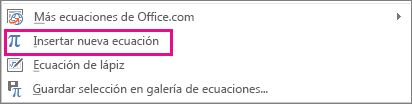 Más ecuaciones de Office.com
Insertar nueva ecuación
Ecuación de lápiz
Guardar selección en galería de ecuaciones...